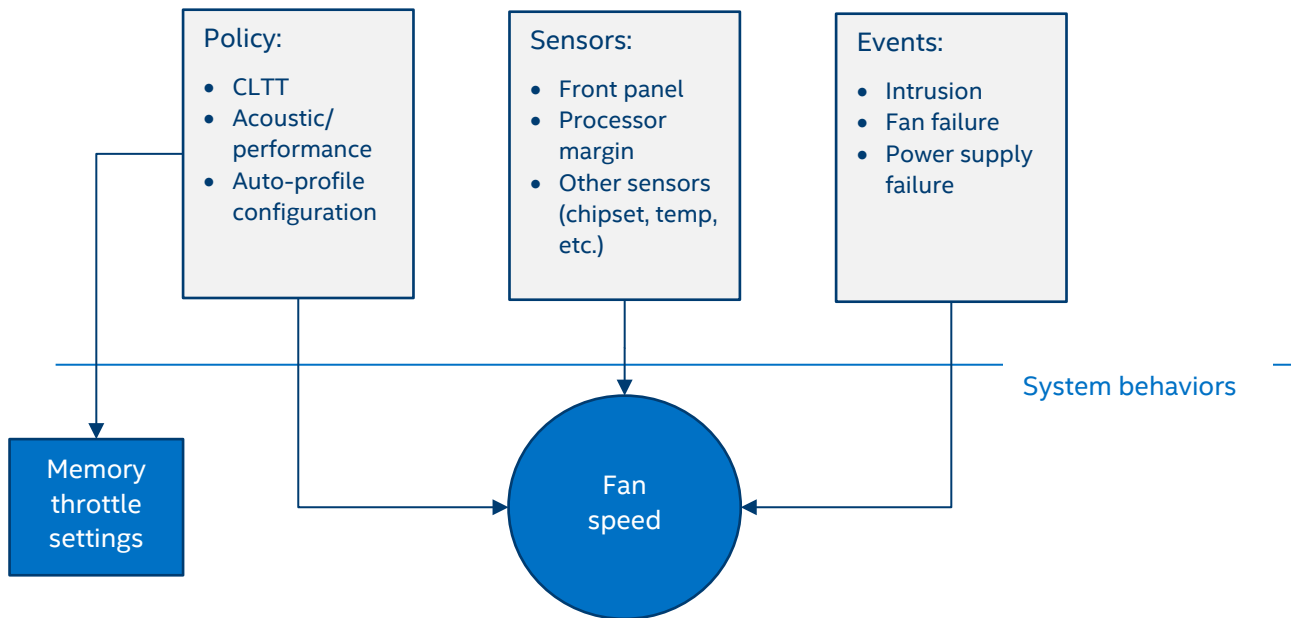 Policy:
• CLTT
• Acoustic/
performance
• Auto-profile
configuration
Sensors:
• Front panel
• Processor
margin
• Other sensors
(chipset, temp,
etc.)
Events:
• Intrusion
• Fan failure
• Power supply
failure
System behaviors
Memory
throttle
settings
Fan
speed